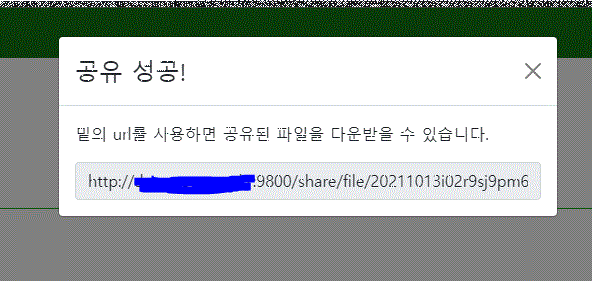 공유 성공!
밑의 url를 사용하면 공유된 파일을 다운받을 수 있습니다.
http:// :9800/share/file/20211013i02r9sj9pm6